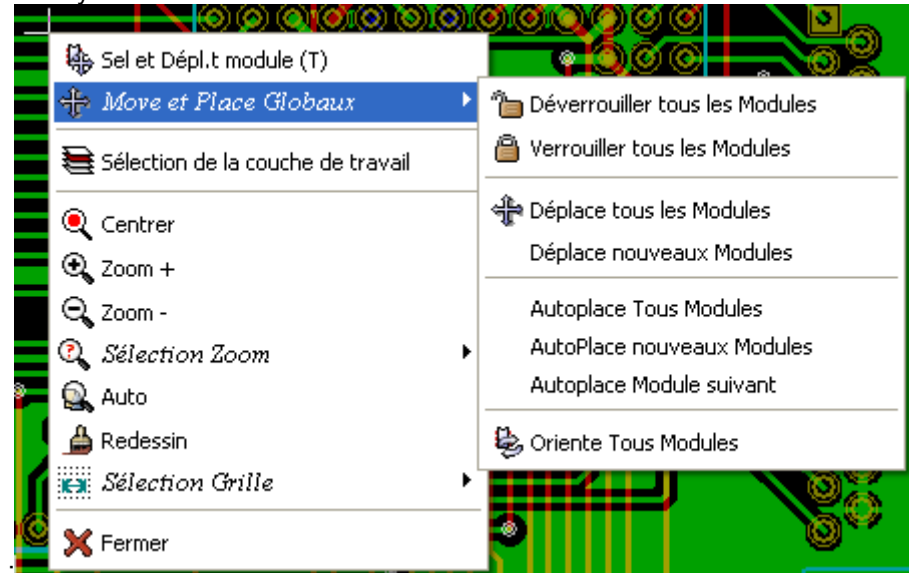 Sel et Dépl.t module (T)
Move et Place Globaux
Sélection de la couche de travail
Centrer
Zoom +
Zoom -
Sélection Zoom
Auto
Redessin
Sélection Grille
Fermer
Déverrouiller tous les Modules
Verrouiller tous les Modules
Déplace tous les Modules
Déplace nouveaux Modules
Autoplace Tous Modules
AutoPlace nouveaux Modules
Autoplace Module suivant
Oriente Tous Modules